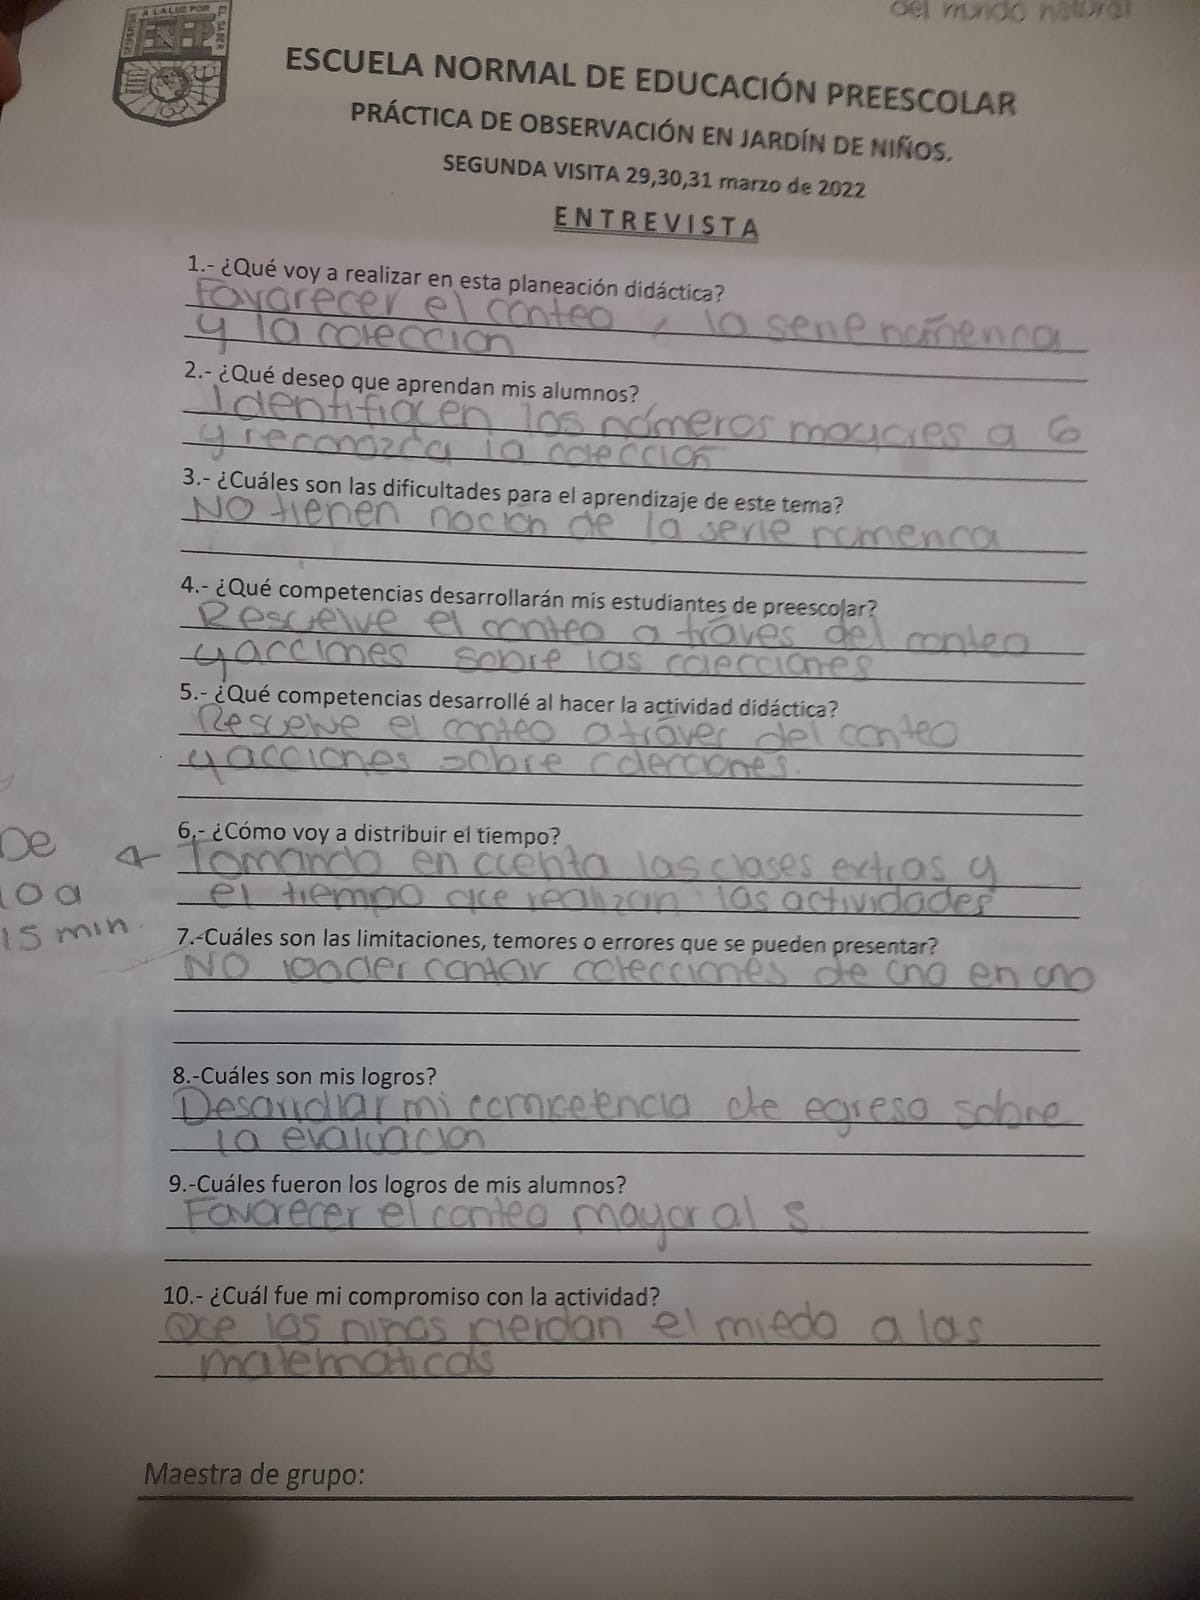 del mundo natural
A LA LUZ POR
EL SABER
ENEP
ESCUELA NORMAL DE EDUCACIÓN PREESCOLAR
PRÁCTICA DE OBSERVACIÓN EN JARDÍN DE NIÑOS.
SEGUNDA VISITA 29,30,31 marzo de 2022
ENTREVISTA
1.- ¿Qué voy a realizar en esta planeación didáctica?
Favorecer el conteo, la serie númerica
y la colección
2.- ¿Qué deseo que aprendan mis alumnos?
Identifiquen los números mayores a 6
y reconozca la colección
3.- ¿Cuáles son las dificultades para el aprendizaje de este tema?
No tienen noción de la serie numerica
4.- ¿Qué competencias desarrollarán mis estudiantes de preescolar?
Resuelve el conteo a tráves del conteo
y acciones sobre las colecciones
5.- ¿Qué competencias desarrollé al hacer la actividad didáctica?
Resuelve el conteo a tráves del conteo
y acciones sobre colecciones.
6.- ¿Cómo voy a distribuir el tiempo?
Tomando en cuenta las clases extras y
el tiempo que realizan las actividades
De
10 a
15 min.
7.-Cuáles son las limitaciones, temores o errores que se pueden presentar?
No poder contar colecciones de uno en uno
8.-Cuáles son mis logros?
Desarrollar mi competencia de egreso sobre
la evaluación
9.-Cuáles fueron los logros de mis alumnos?
Favorecer el conteo mayor al 5
10.- ¿Cuál fue mi compromiso con la actividad?
Que los niños pierdan el miedo a las
matematicas
Maestra de grupo: